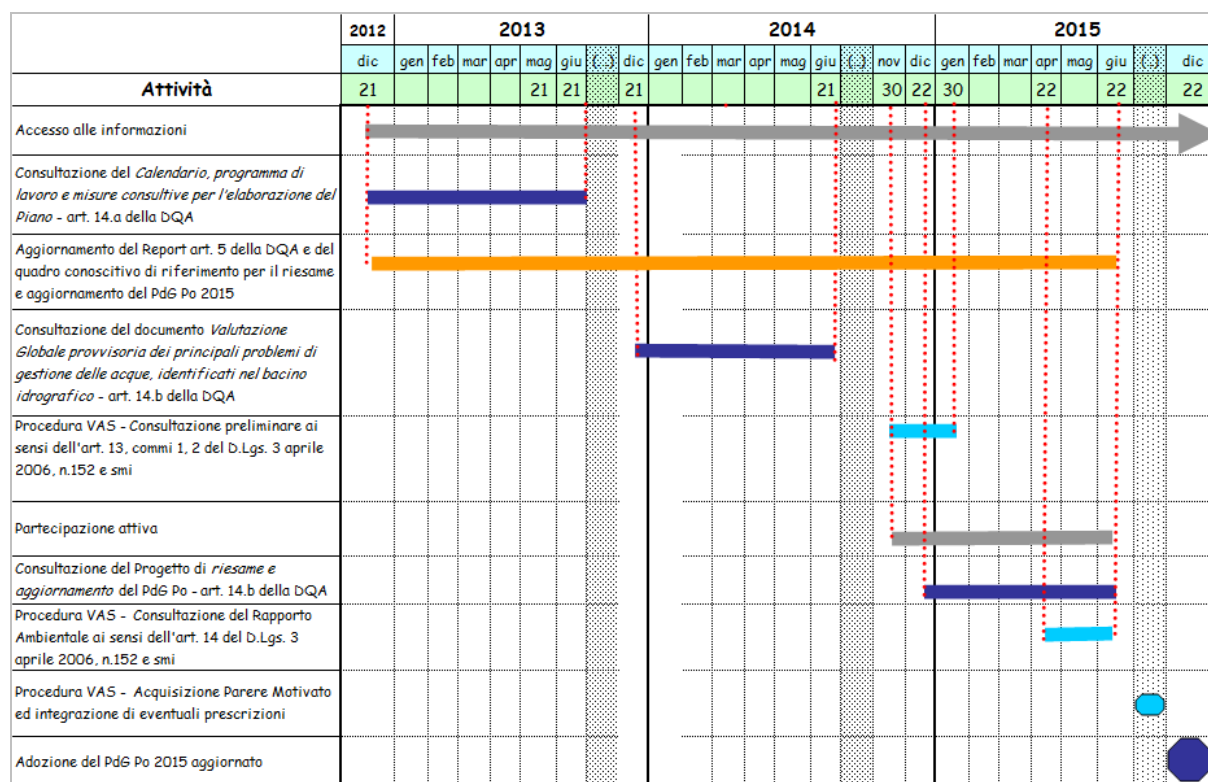 2012 2013 2014 2015
dic gen feb mar apr mag giu (...) dic gen feb mar apr mag giu (...) nov dic gen feb mar apr mag giu (...) dic
Attività 21 21 21 21 21 30 22 30 22 22 22
Accesso alle informazioni
Consultazione del Calendario, programma di
lavoro e misure consultive per l'elaborazione del
Piano - art. 14.a della DQA
Aggiornamento del Report art. 5 della DQA e del
quadro conoscitivo di riferimento per il riesame
e aggiornamento del PdG Po 2015
Consultazione del documento Valutazione
Globale provvisoria dei principali problemi di
gestione delle acque, identificati nel bacino
idrografico - art. 14.b della DQA
Procedura VAS - Consultazione preliminare ai
sensi dell'art. 13, commi 1, 2 del D.Lgs. 3 aprile
2006, n.152 e smi
Partecipazione attiva
Consultazione del Progetto di riesame e
aggiornamento del PdG Po - art. 14.b della DQA
Procedura VAS - Consultazione del Rapporto
Ambientale ai sensi dell'art. 14 del D.Lgs. 3
aprile 2006, n.152 e smi
Procedura VAS - Acquisizione Parere Motivato
ed integrazione di eventuali prescrizioni
Adozione del PdG Po 2015 aggiornato